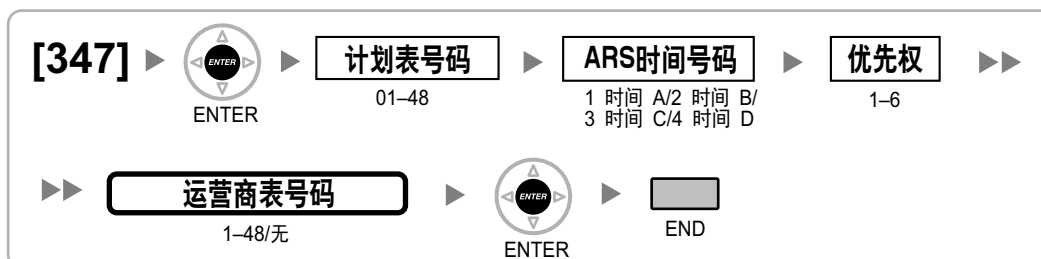 [347] ENTER 计划表号码 ARS时间号码 优先权
ENTER 01–48 1 时间 A/2 时间 B/ 1–6
3 时间 C/4 时间 D
运营商表号码 ENTER
1–48/无 ENTER END